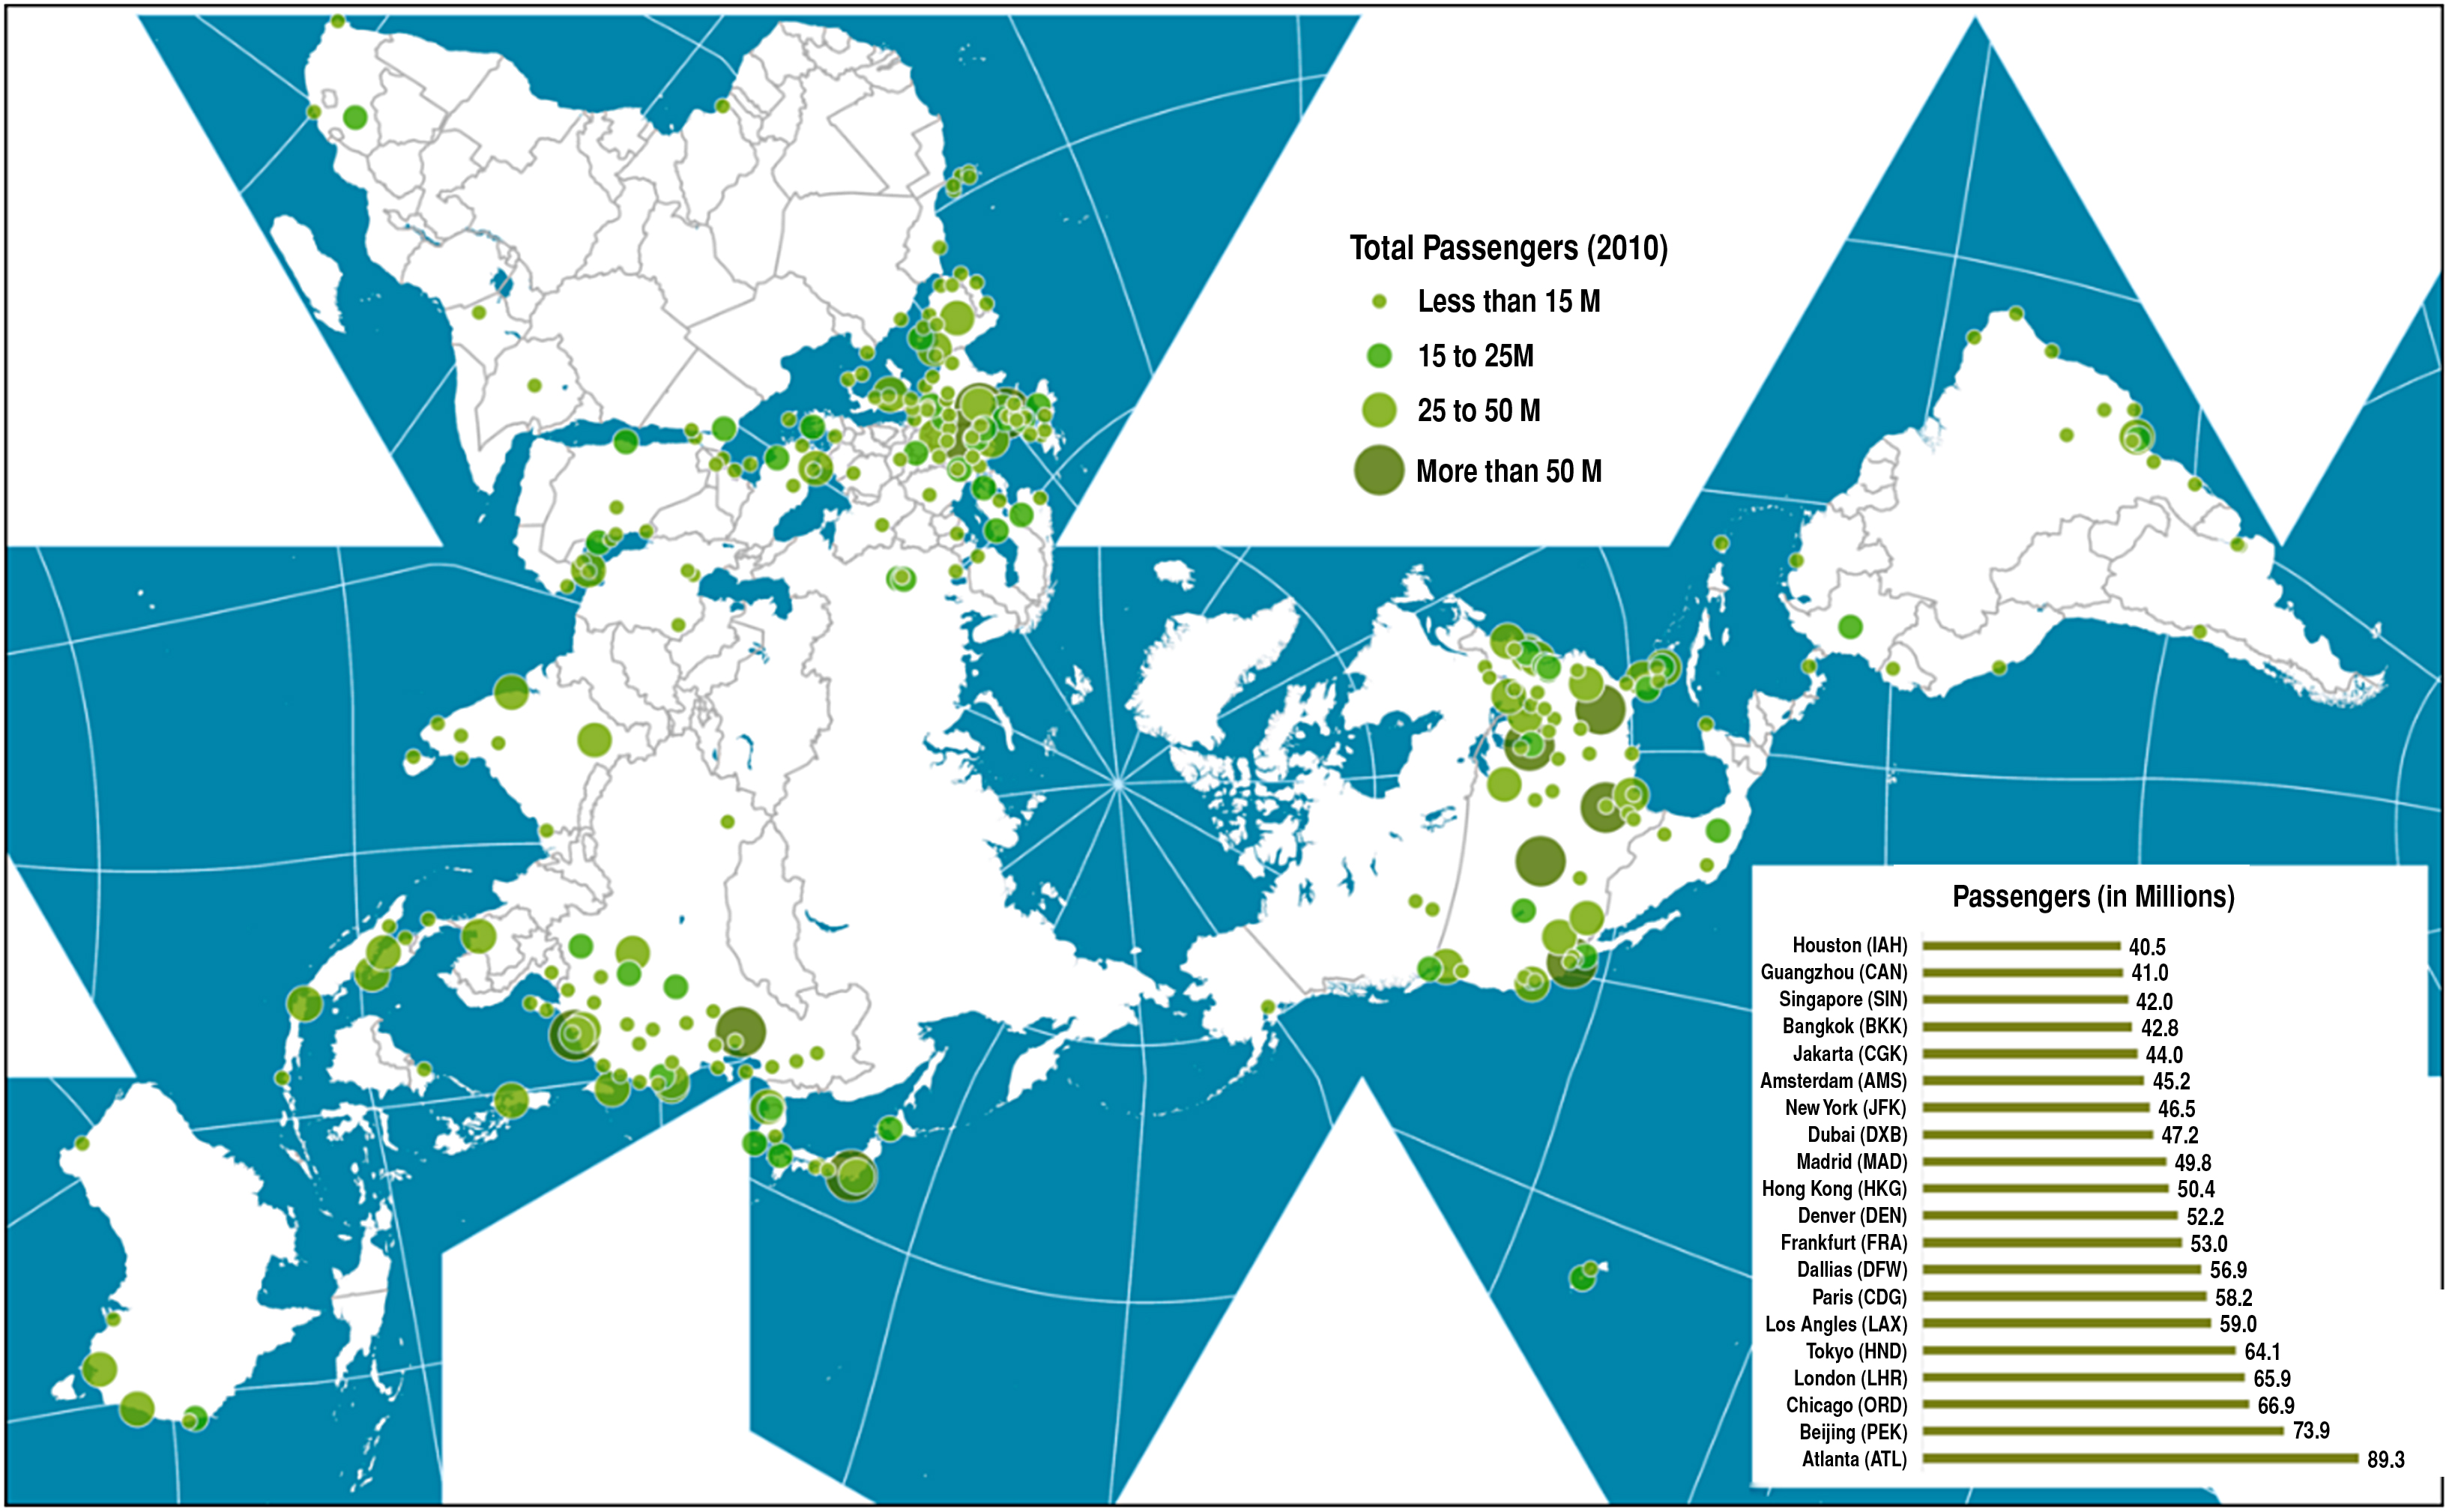 Total Passengers (2010)
Less than 15 M
15 to 25M
25 to 50 M
More than 50 M
Passengers (in Millions)
Houston (IAH) 40.5
Guangzhou (CAN) 41.0
Singapore (SIN) 42.0
Bangkok (BKK) 42.8
Jakarta (CGK) 44.0
Amsterdam (AMS) 45.2
New York (JFK) 46.5
Dubai (DXB) 47.2
Madrid (MAD) 49.8
Hong Kong (HKG) 50.4
Denver (DEN) 52.2
Frankfurt (FRA) 53.0
Dallias (DFW) 56.9
Paris (CDG) 58.2
Los Angles (LAX) 59.0
Tokyo (HND) 64.1
London (LHR) 65.9
Chicago (ORD) 66.9
Beijing (PEK) 73.9
Atlanta (ATL) 89.3